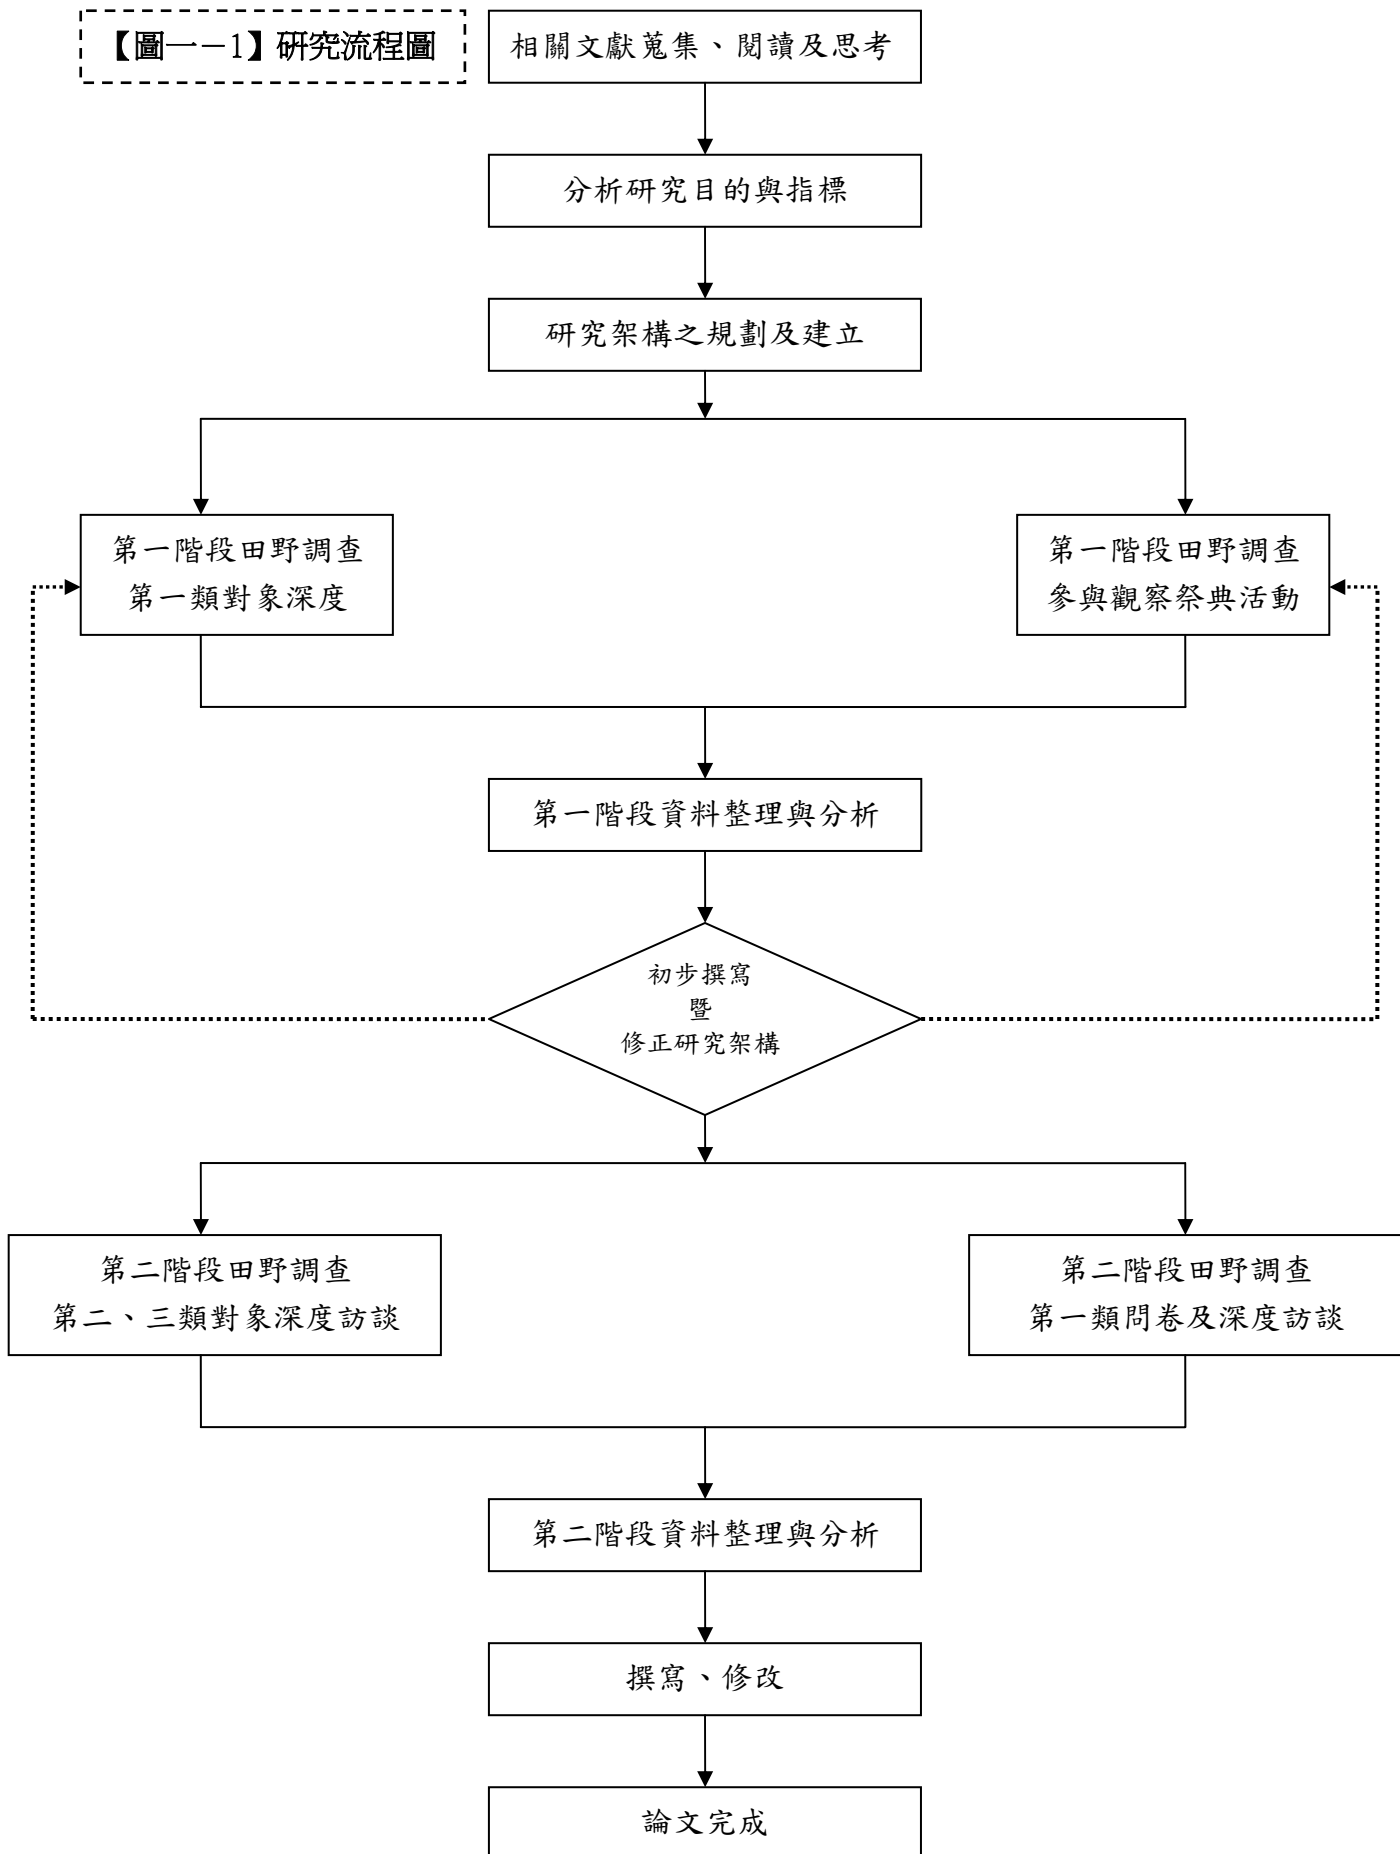 【圖一－1】研究流程圖
相關文獻蒐集、閱讀及思考
分析研究目的與指標
研究架構之規劃及建立
第一階段田野調查
第一類對象深度
第一階段田野調查
參與觀察祭典活動
第一階段資料整理與分析
初步撰寫
暨
修正研究架構
第二階段田野調查
第二、三類對象深度訪談
第二階段田野調查
第一類問卷及深度訪談
第二階段資料整理與分析
撰寫、修改
論文完成